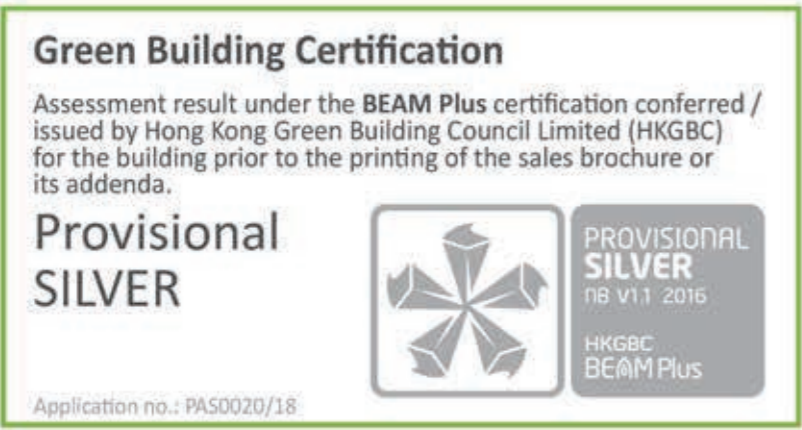 Green Building Certification
Assessment result under the BEAM Plus certification conferred /
issued by Hong Kong Green Building Council Limited (HKGBC)
for the building prior to the printing of the sales brochure or
its addenda.
Provisional
SILVER
PROVISIONAL
SILVER
NB V1.1 2016
HKGBC
BEAM Plus
Application no.: PAS0020/18